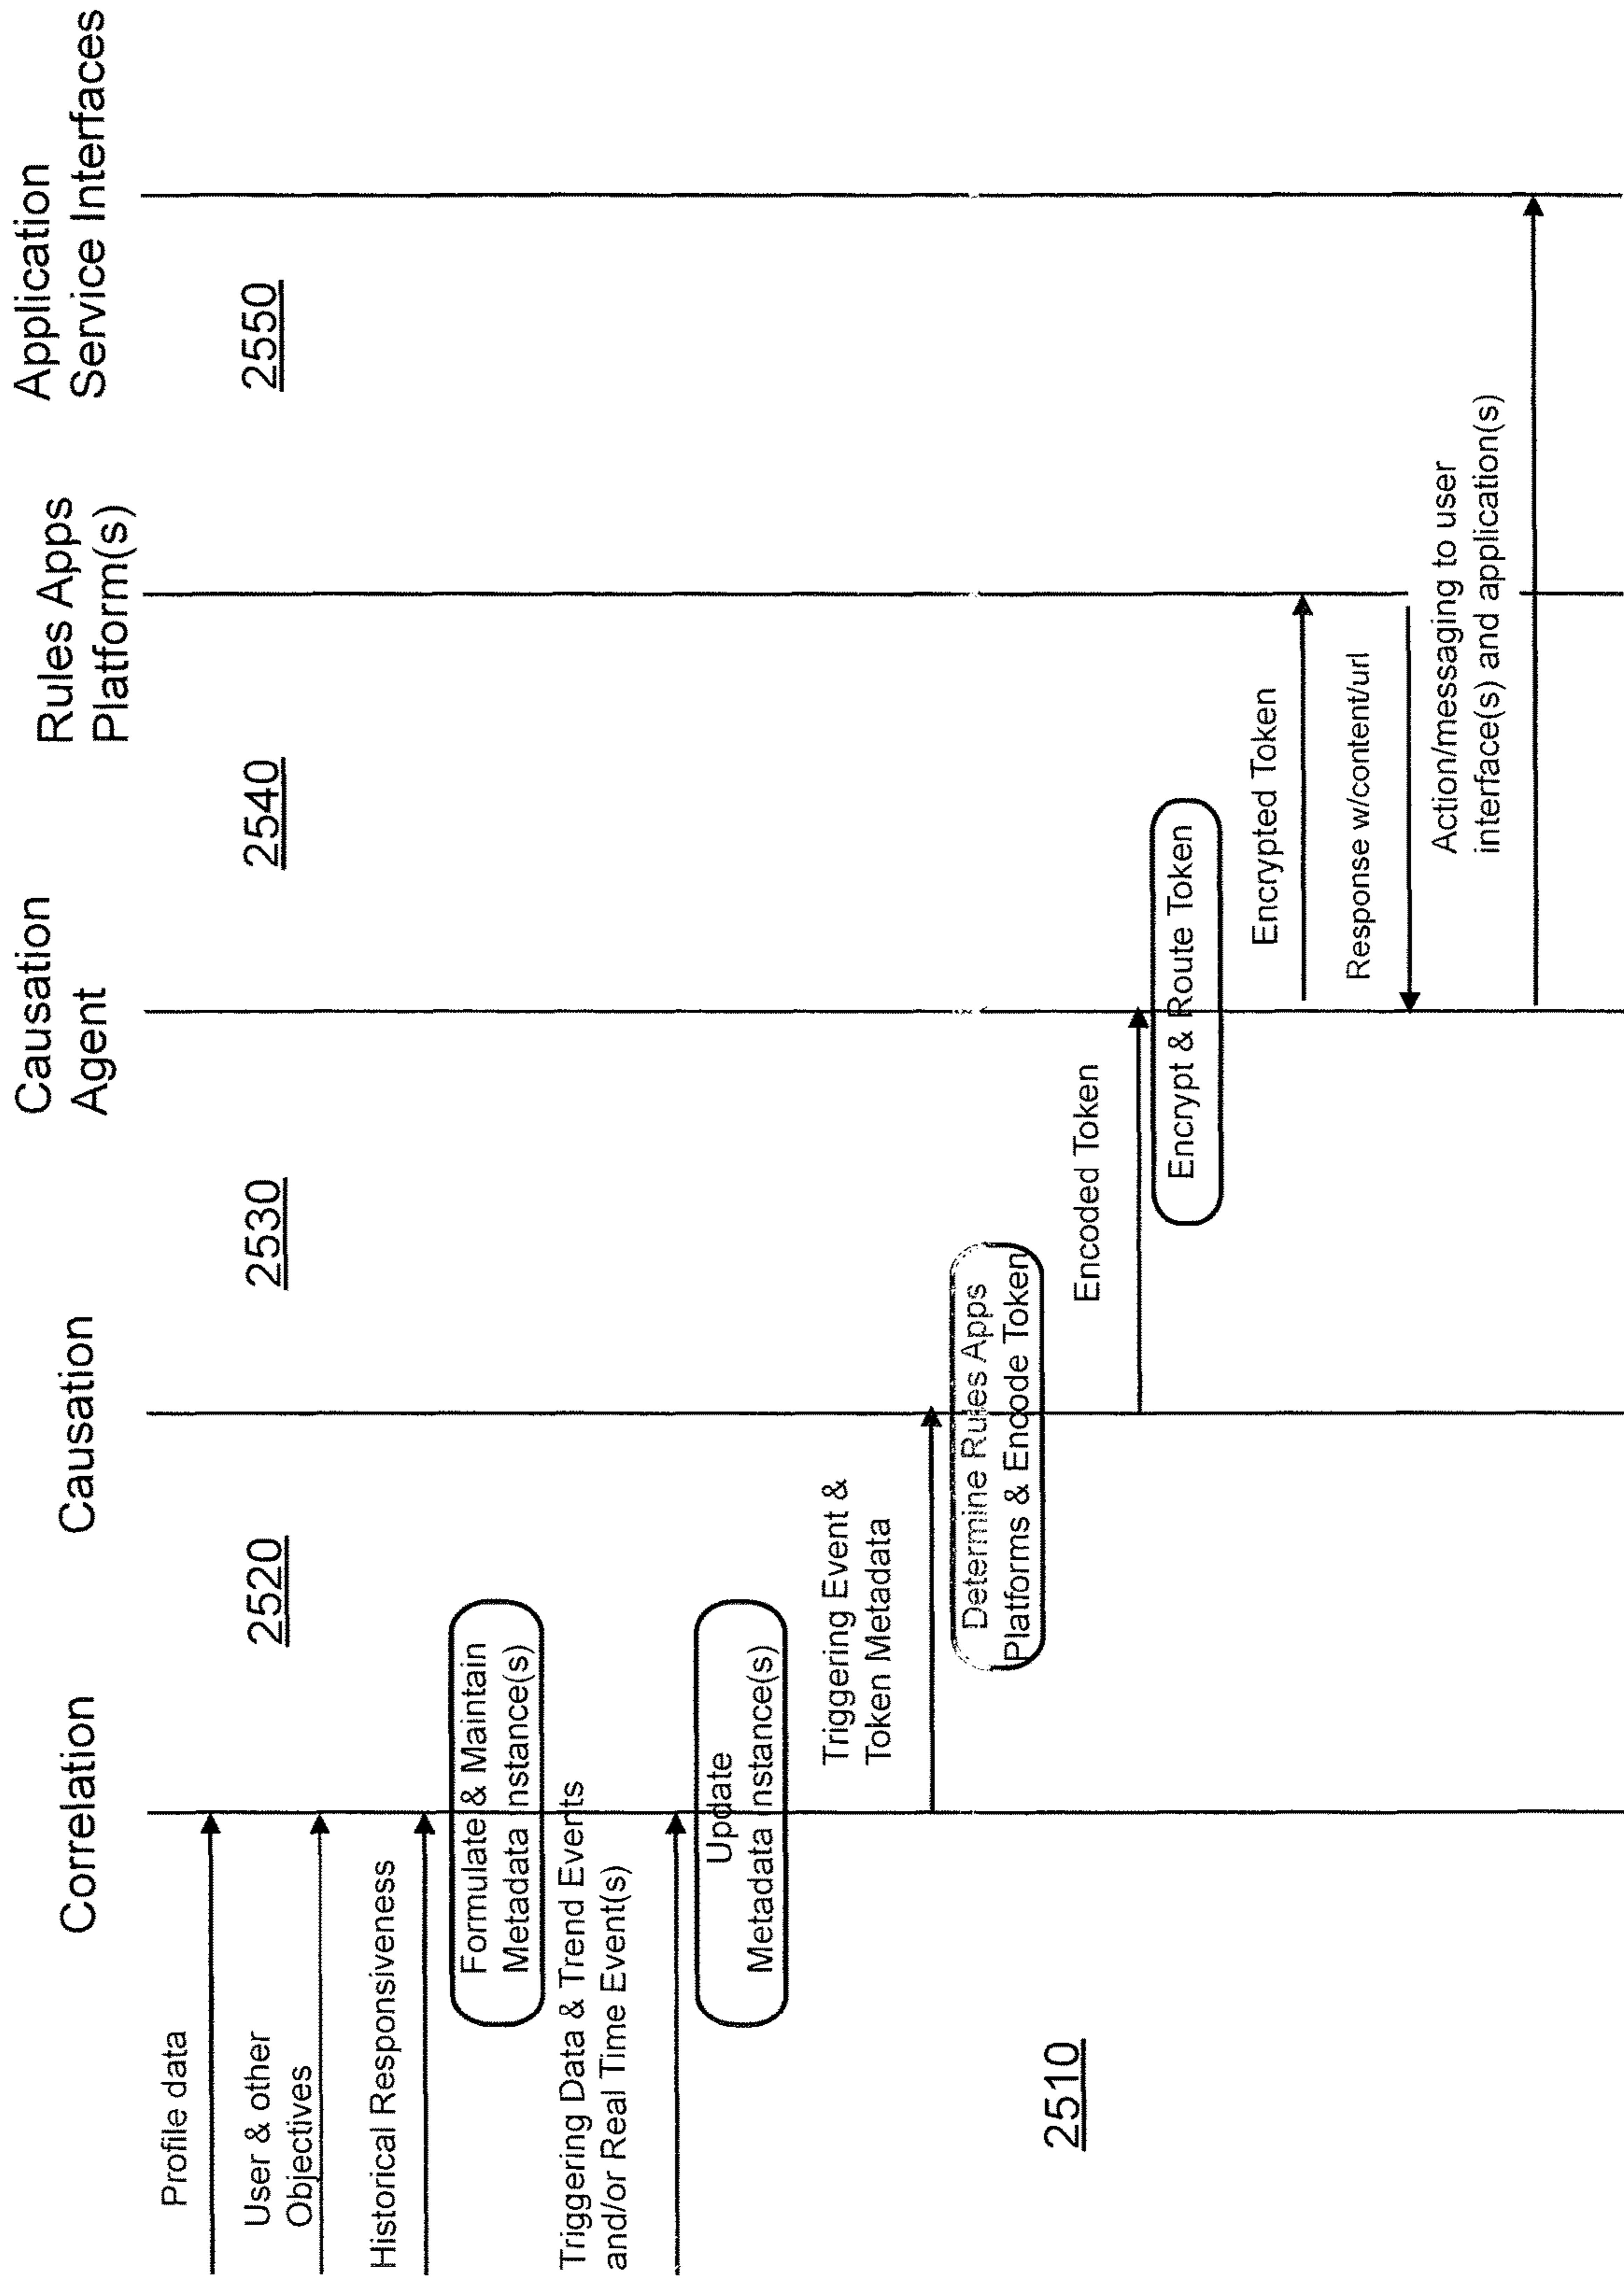 Correlation
Causation
Causation
Agent
Rules Apps
Platform(s)
Application
Service Interfaces
2510
2520
2530
2540
2550
Profile data
User & other
Objectives
Historical Responsiveness
Formulate & Maintain
Metadata instance(s)
Triggering Data & Trend Events
and/or Real Time Event(s)
Update
Metadata instance(s)
Triggering Event &
Token Metadata
Determine Rules Apps
Platforms & Encode Token
Encoded Token
Encrypt & Route Token
Encrypted Token
Response w/content/url
Action/messaging to user
interface(s) and application(s)